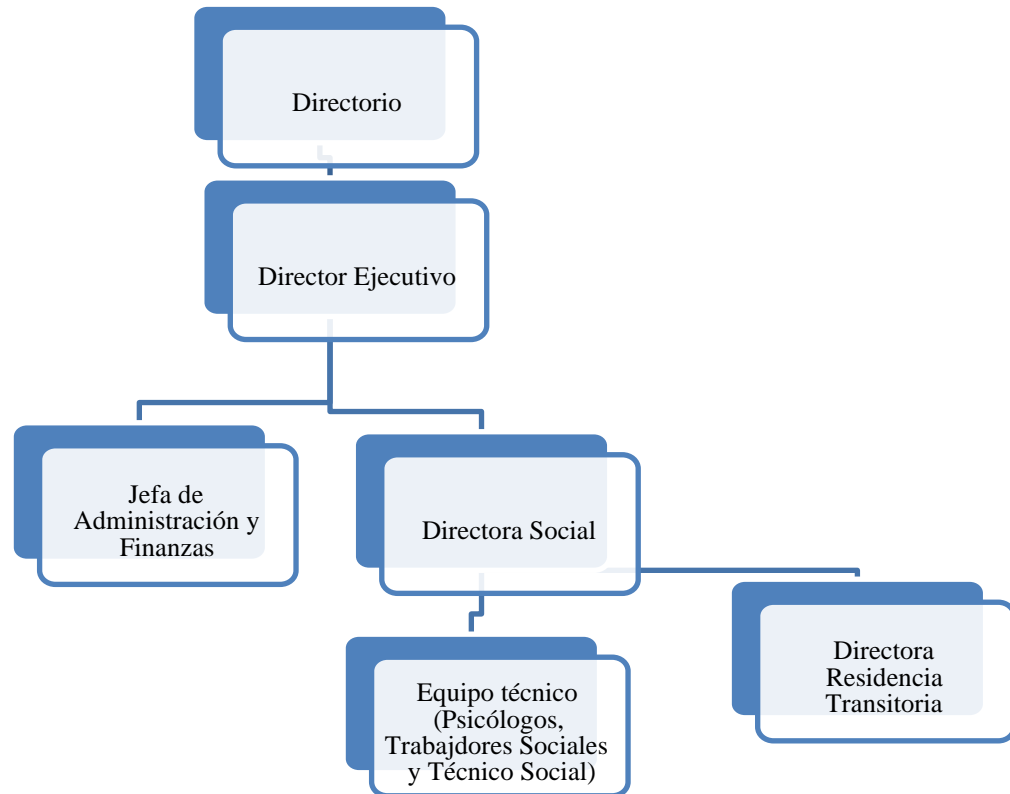 Directorio
Director Ejecutivo
Jefa de
Administración y
Finanzas
Directora Social
Directora
Residencia
Transitoria
Equipo técnico
(Psicólogos,
Trabajdores Sociales
y Técnico Social)